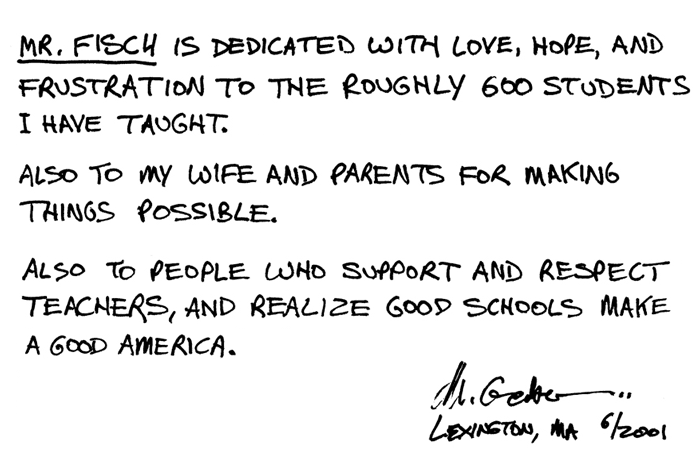 MR. FISCH IS DEDICATED WITH LOVE, HOPE, AND
FRUSTRATION TO THE ROUGHLY 600 STUDENTS
I HAVE TAUGHT.
ALSO TO MY WIFE AND PARENTS FOR MAKING
THINGS POSSIBLE.
ALSO TO PEOPLE WHO SUPPORT AND RESPECT
TEACHERS, AND REALIZE GOOD SCHOOLS MAKE
A GOOD AMERICA.
LEXINGTON, MA 6/2001